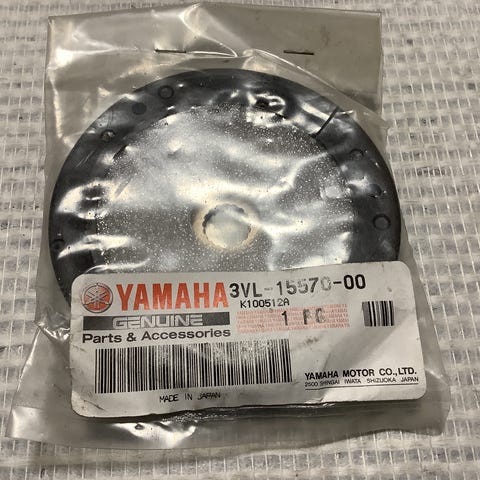 YAMAHA 3VL-15570-00
K100512A
GENUINE
1 PC
Parts & Accessories
YAMAHA MOTOR CO., LTD.
2500 SHINGAI IWATA SHIZUOKA JAPAN
MADE IN JAPAN